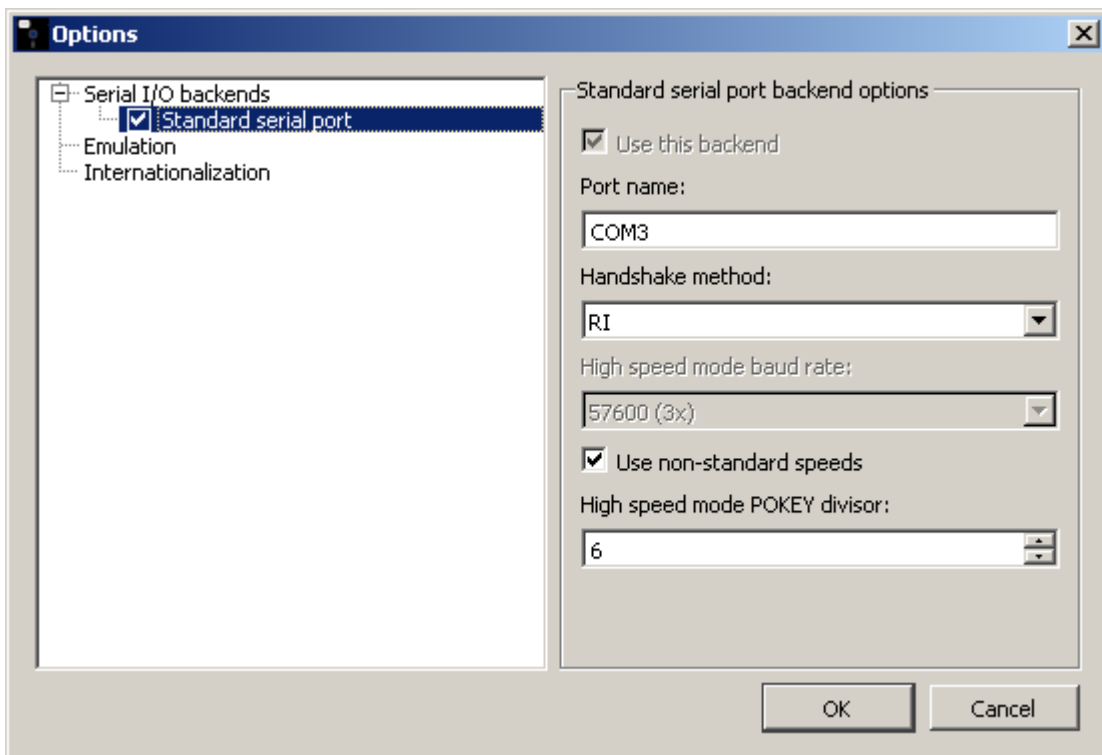 Options
Serial I/O backends
Standard serial port
Emulation
Internationalization
Standard serial port backend options
Use this backend
Port name:
COM3
Handshake method:
RI
High speed mode baud rate:
57600 (3x)
Use non-standard speeds
High speed mode POKEY divisor:
6
OK
Cancel